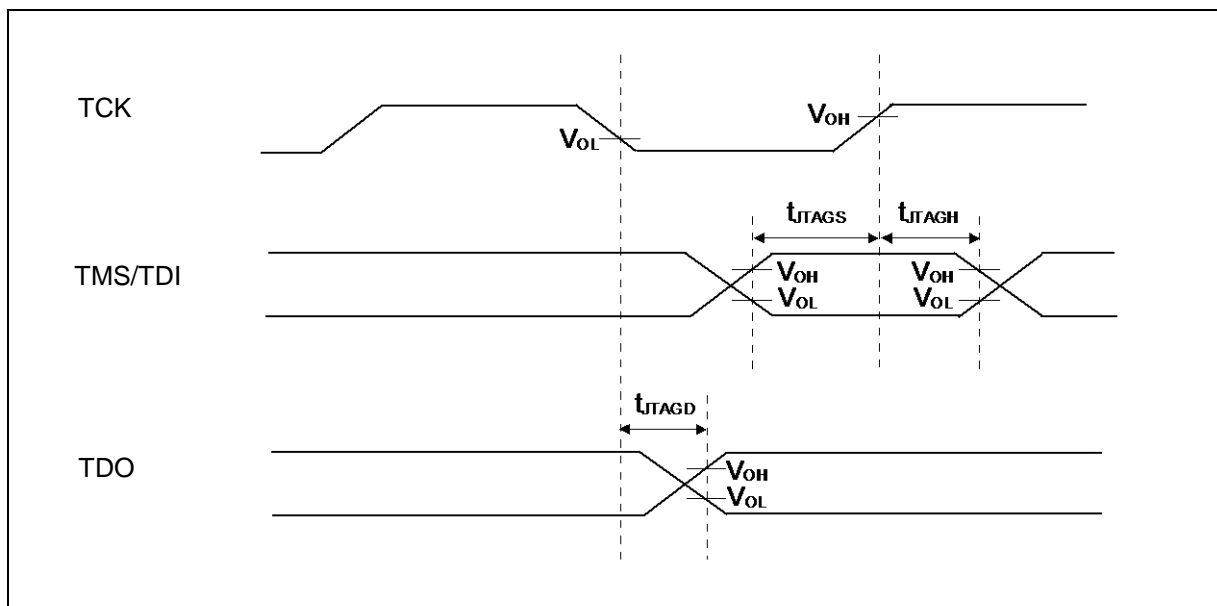 TCK
VOL
VOH
tJTAGS
tJTAGH
TMS/TDI
VOH
VOL
VOH
VOL
tJTAGD
TDO
VOH
VOL